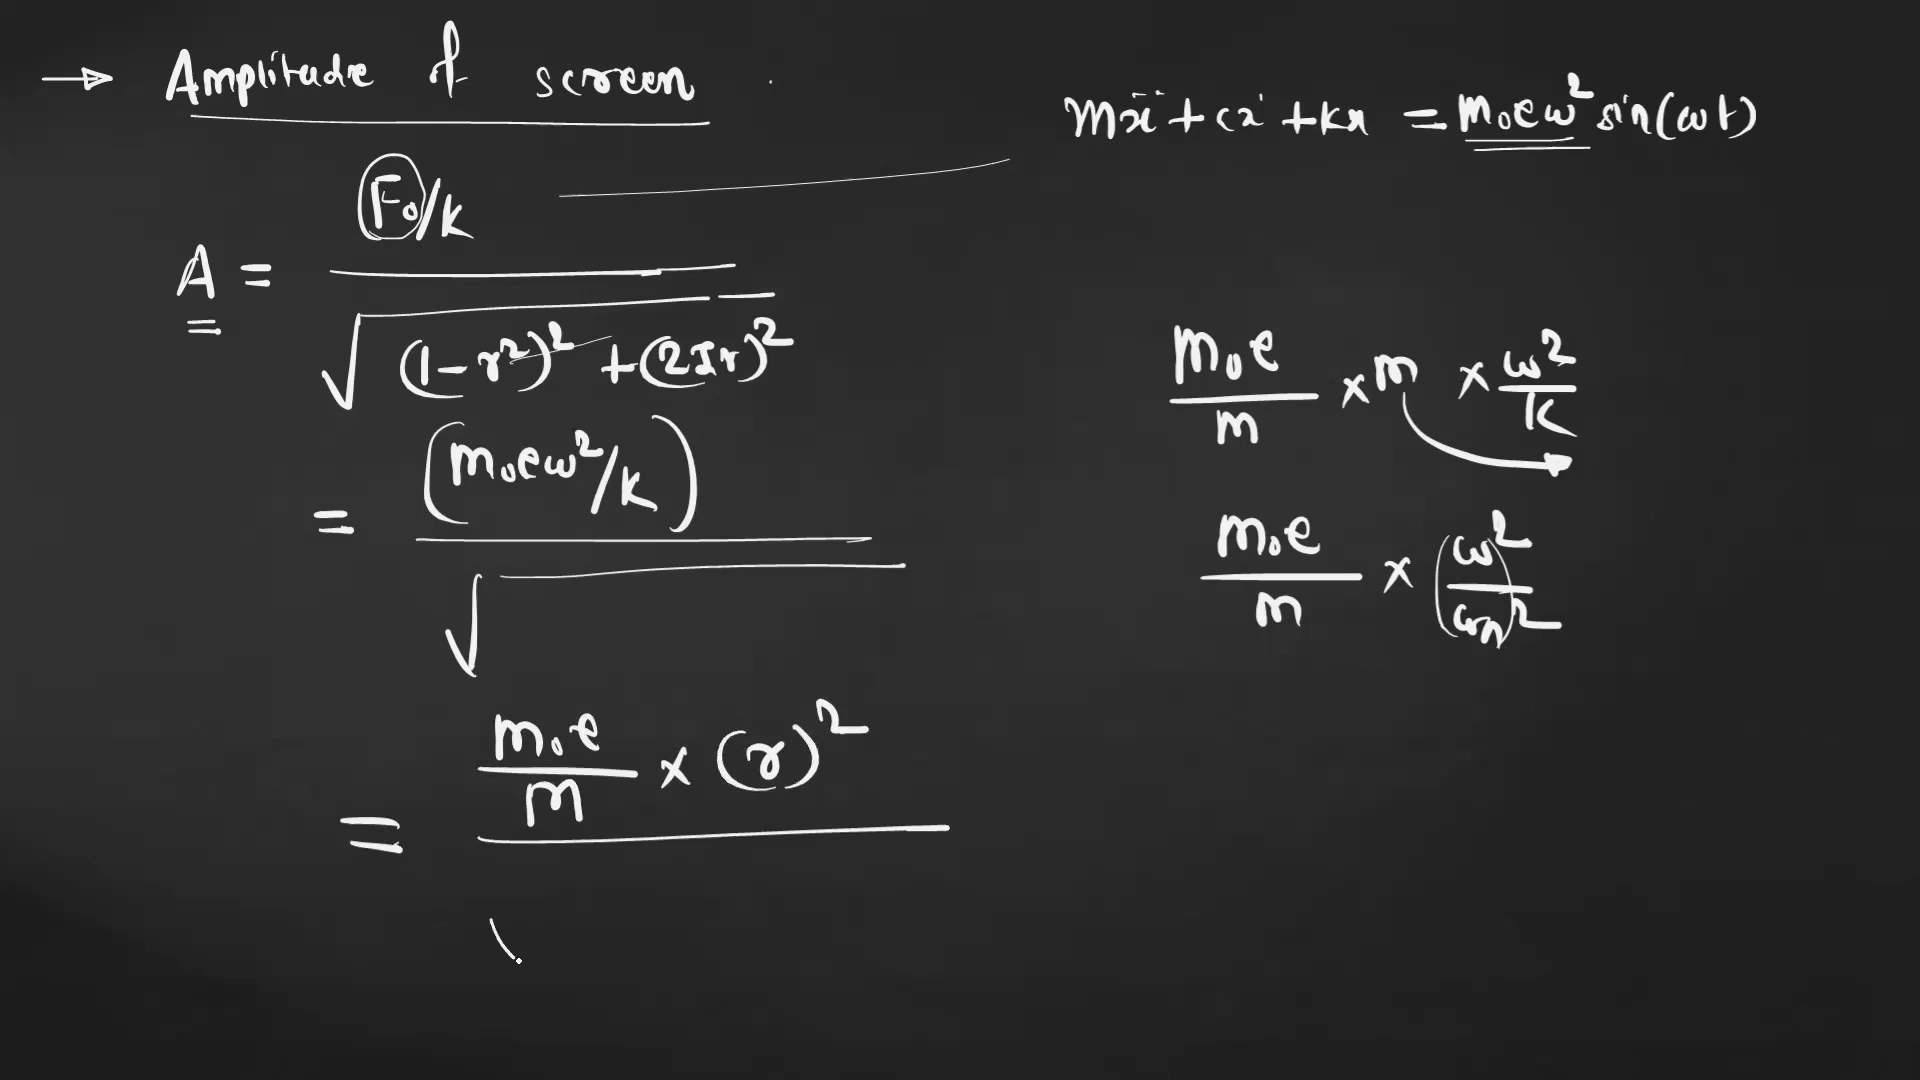 → Amplitude of screen
mẍ + cẋ + kx = m₀eω² sin(ωt)
A = (F₀/k) / √((1-r²)² + (2ξr)²)
= (m₀eω²/k) / √
= (m₀e/m × (r)²) /
m₀e/m × m × ω²/k
m₀e/m × (ω²/ωn²)